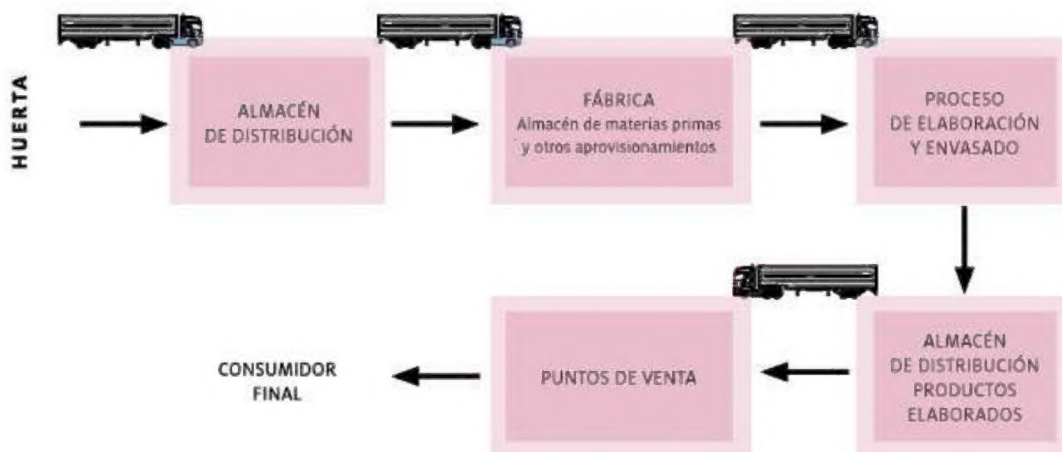 HUERTA
ALMACÉN
DE DISTRIBUCIÓN
FÁBRICA
Almacén de materias primas
y otros aprovisionamientos
PROCESO
DE ELABORACIÓN
Y ENVASADO
ALMACÉN
DE DISTRIBUCIÓN
PRODUCTOS
ELABORADOS
PUNTOS DE VENTA
CONSUMIDOR
FINAL